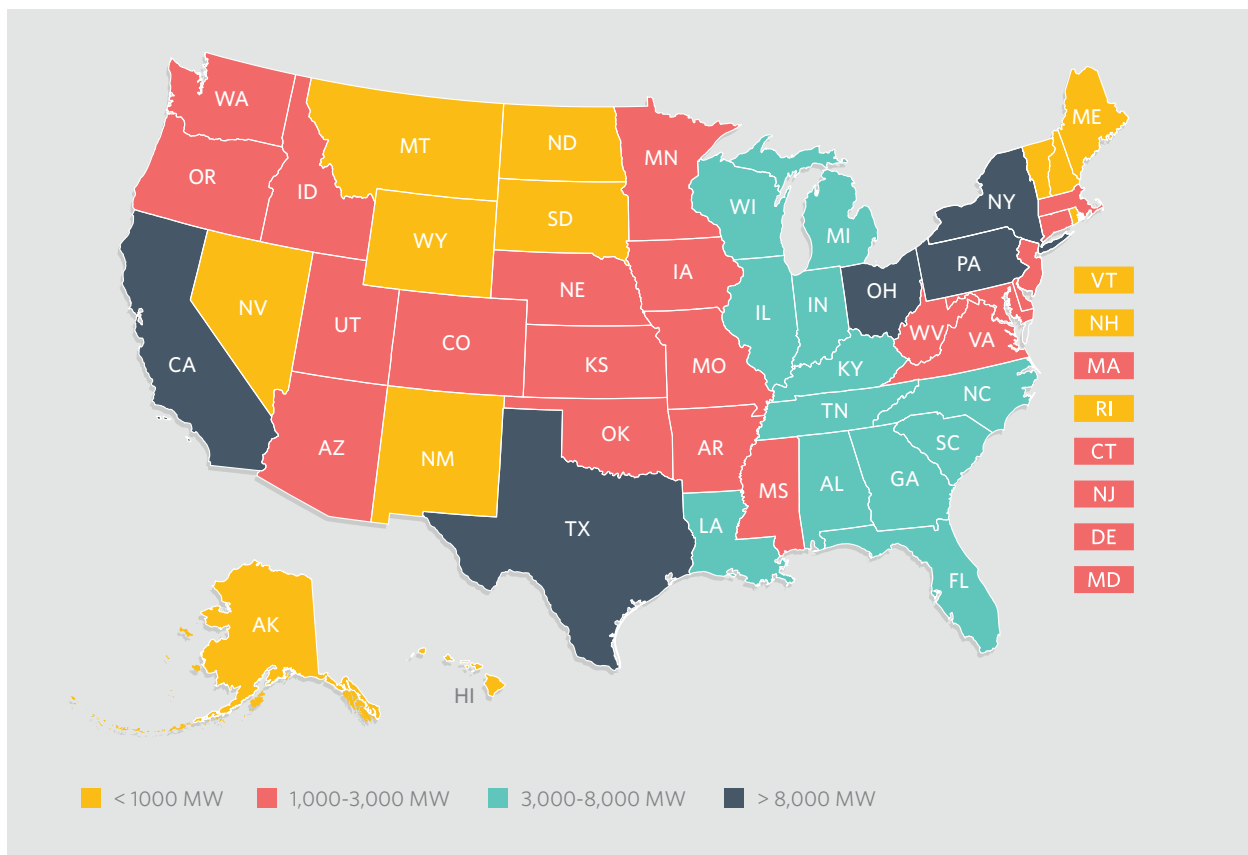 WA
MT
ND
MN
ME
OR
ID
SD
WI
MI
NY
WY
IA
PA
NV
NE
IL
IN
OH
VT
UT
CO
NH
CA
KS
MO
WV
VA
MA
KY
RI
TN
NC
AZ
NM
OK
AR
SC
CT
MS
AL
GA
NJ
TX
LA
DE
FL
MD
AK
HI
< 1000 MW
1,000-3,000 MW
3,000-8,000 MW
> 8,000 MW